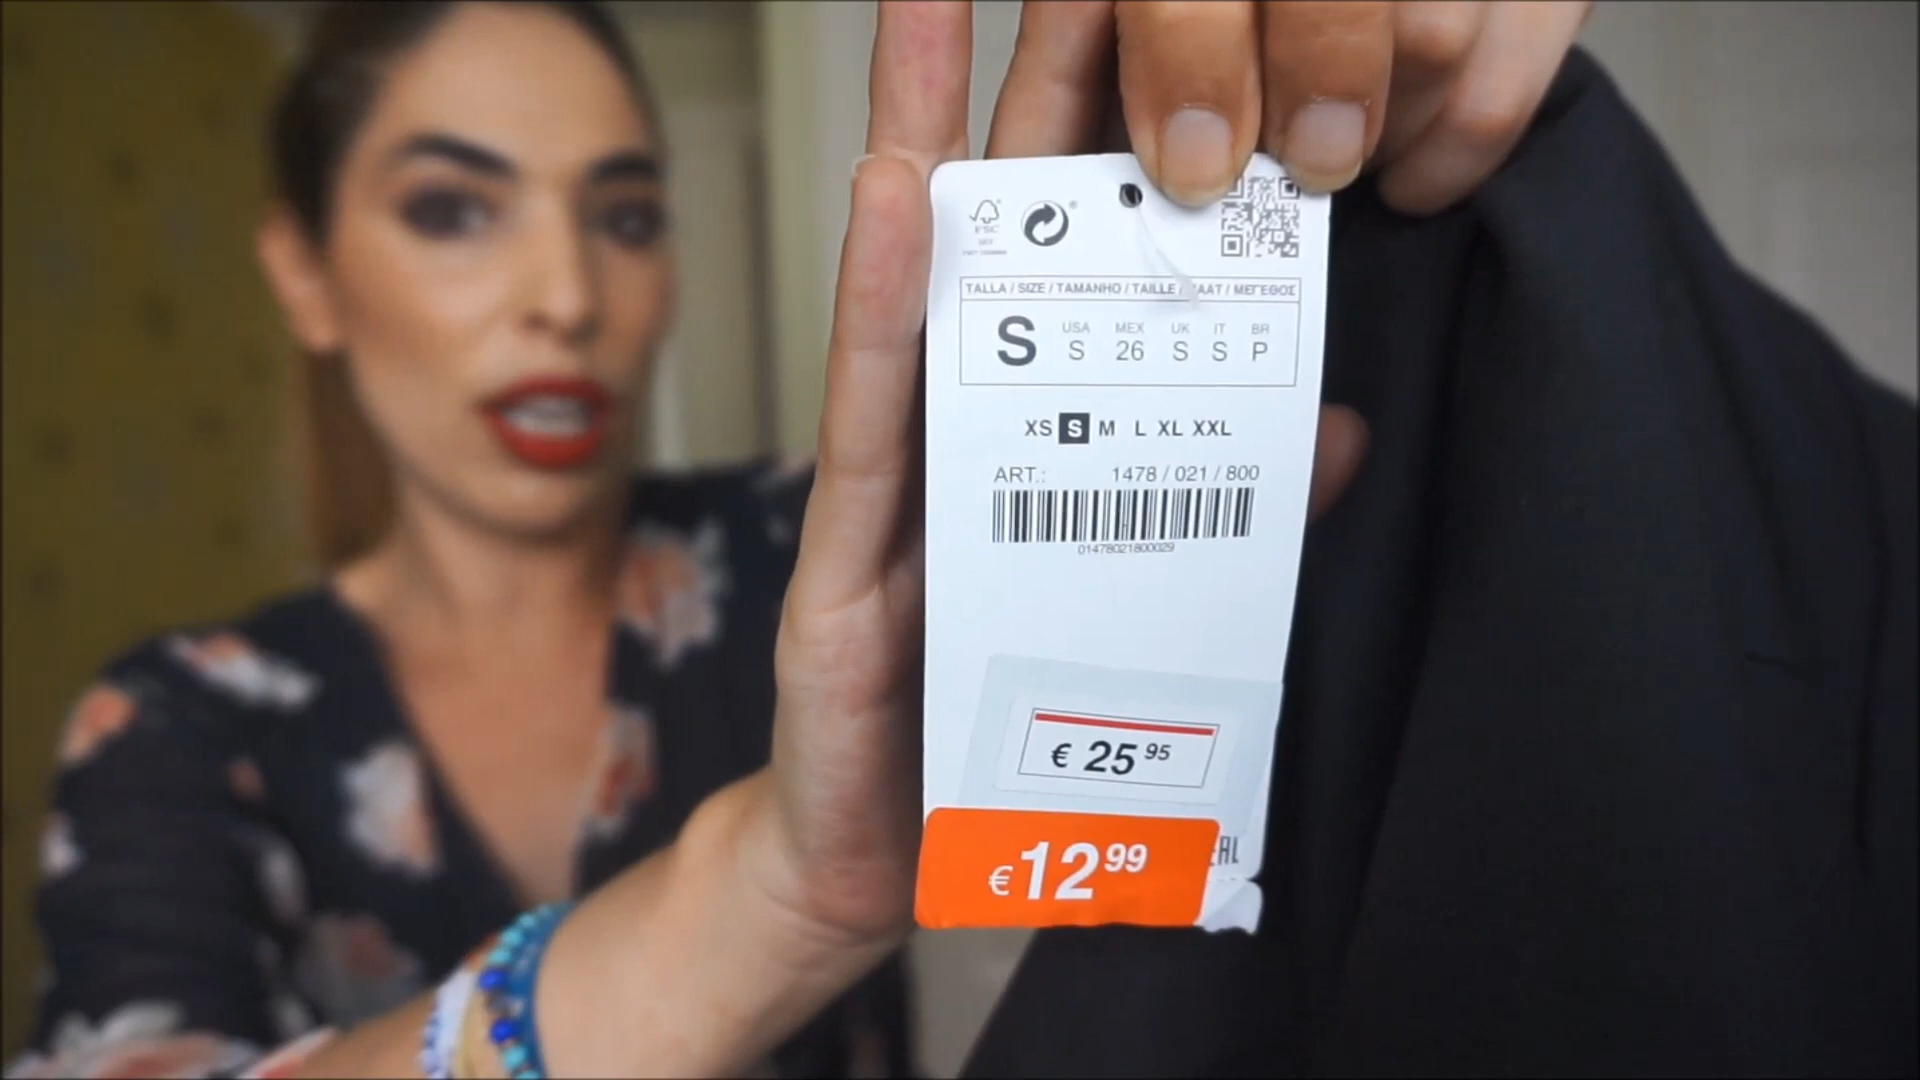 FSC
TALLA / SIZE / TAMANHO / TAILLE / MAAT / ΜΕΓΕΘΟΣ
S
USA MEX UK IT BR
S 26 S S P
XS S M L XL XXL
ART.: 1478 / 021 / 800
01478021800029
€ 25 95
€ 12 99